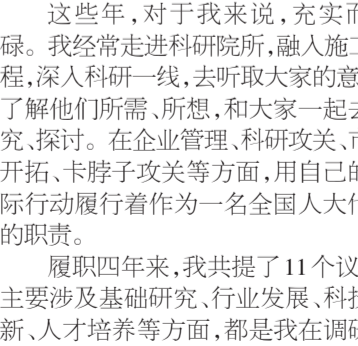 这些年，对于我来说，充实而
碌。我经常走进科研院所，融入施工
程，深入科研一线，去听取大家的意
了解他们所需、所想，和大家一起去
究、探讨。在企业管理、科研攻关、市
开拓、卡脖子攻关等方面，用自己的
际行动履行着作为一名全国人大代
的职责。
履职四年来，我共提了11个议
主要涉及基础研究、行业发展、科技
新、人才培养等方面，都是我在调研